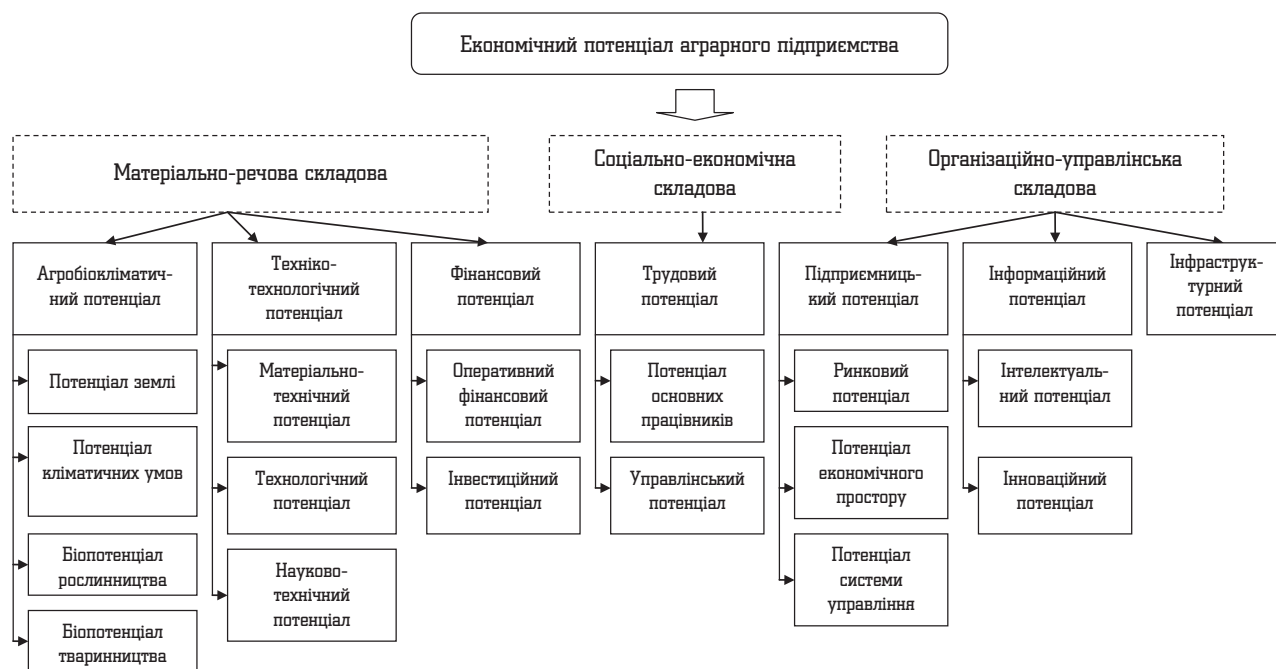 Економічний потенціал аграрного підприємства
Матеріально-речова складова
Соціально-економічна
складова
Організаційно-управлінська
складова
Агробіокліматич-
ний потенціал
Техніко-
технологічний
потенціал
Фінансовий
потенціал
Трудовий
потенціал
Підприємниць-
кий потенціал
Інформаційний
потенціал
Інфраструк-
турний
потенціал
Потенціал землі
Потенціал
кліматичних умов
Біопотенціал
рослинництва
Біопотенціал
тваринництва
Матеріально-
технічний
потенціал
Технологічний
потенціал
Науково-
технічний
потенціал
Оперативний
фінансовий
потенціал
Інвестиційний
потенціал
Потенціал
основних
працівників
Управлінський
потенціал
Ринковий
потенціал
Потенціал
економічного
простору
Потенціал
системи
управління
Інтелектуаль-
ний потенціал
Інноваційний
потенціал